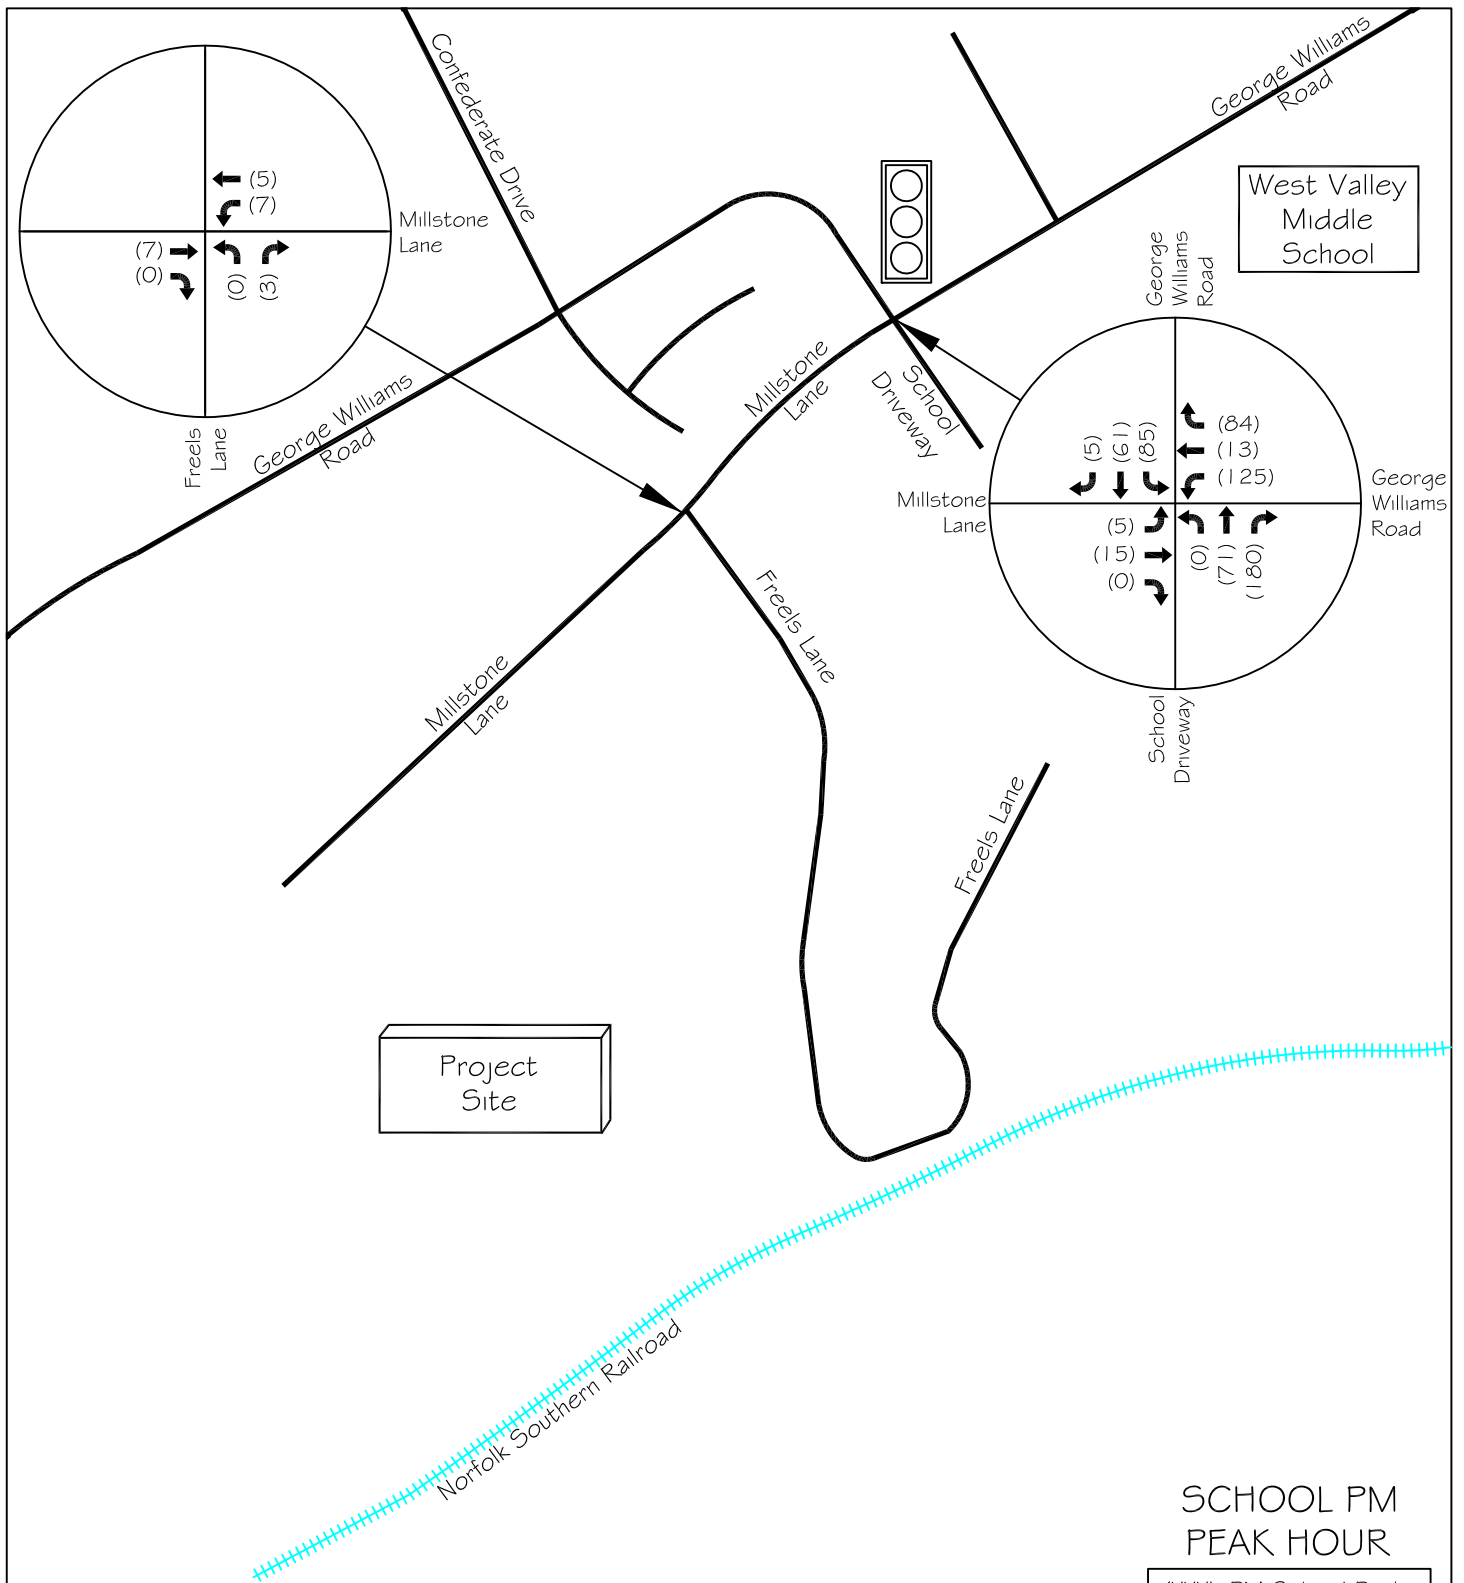 George Williams
Road
Confederate Drive
West Valley
Middle
School
(5)
(7)
(7)
(0)
(0)
(3)
Millstone
Lane
Freels
Lane
George Williams
Road
Millstone
Lane
School
Driveway
George
Williams
Road
(5)
(61)
(85)
(84)
(13)
(125)
Millstone
Lane
George
Williams
Road
(5)
(15)
(0)
(0)
(71)
(180)
School
Driveway
Freels Lane
Millstone
Lane
Freels Lane
Project
Site
Norfolk Southern Railroad
SCHOOL PM
PEAK HOUR